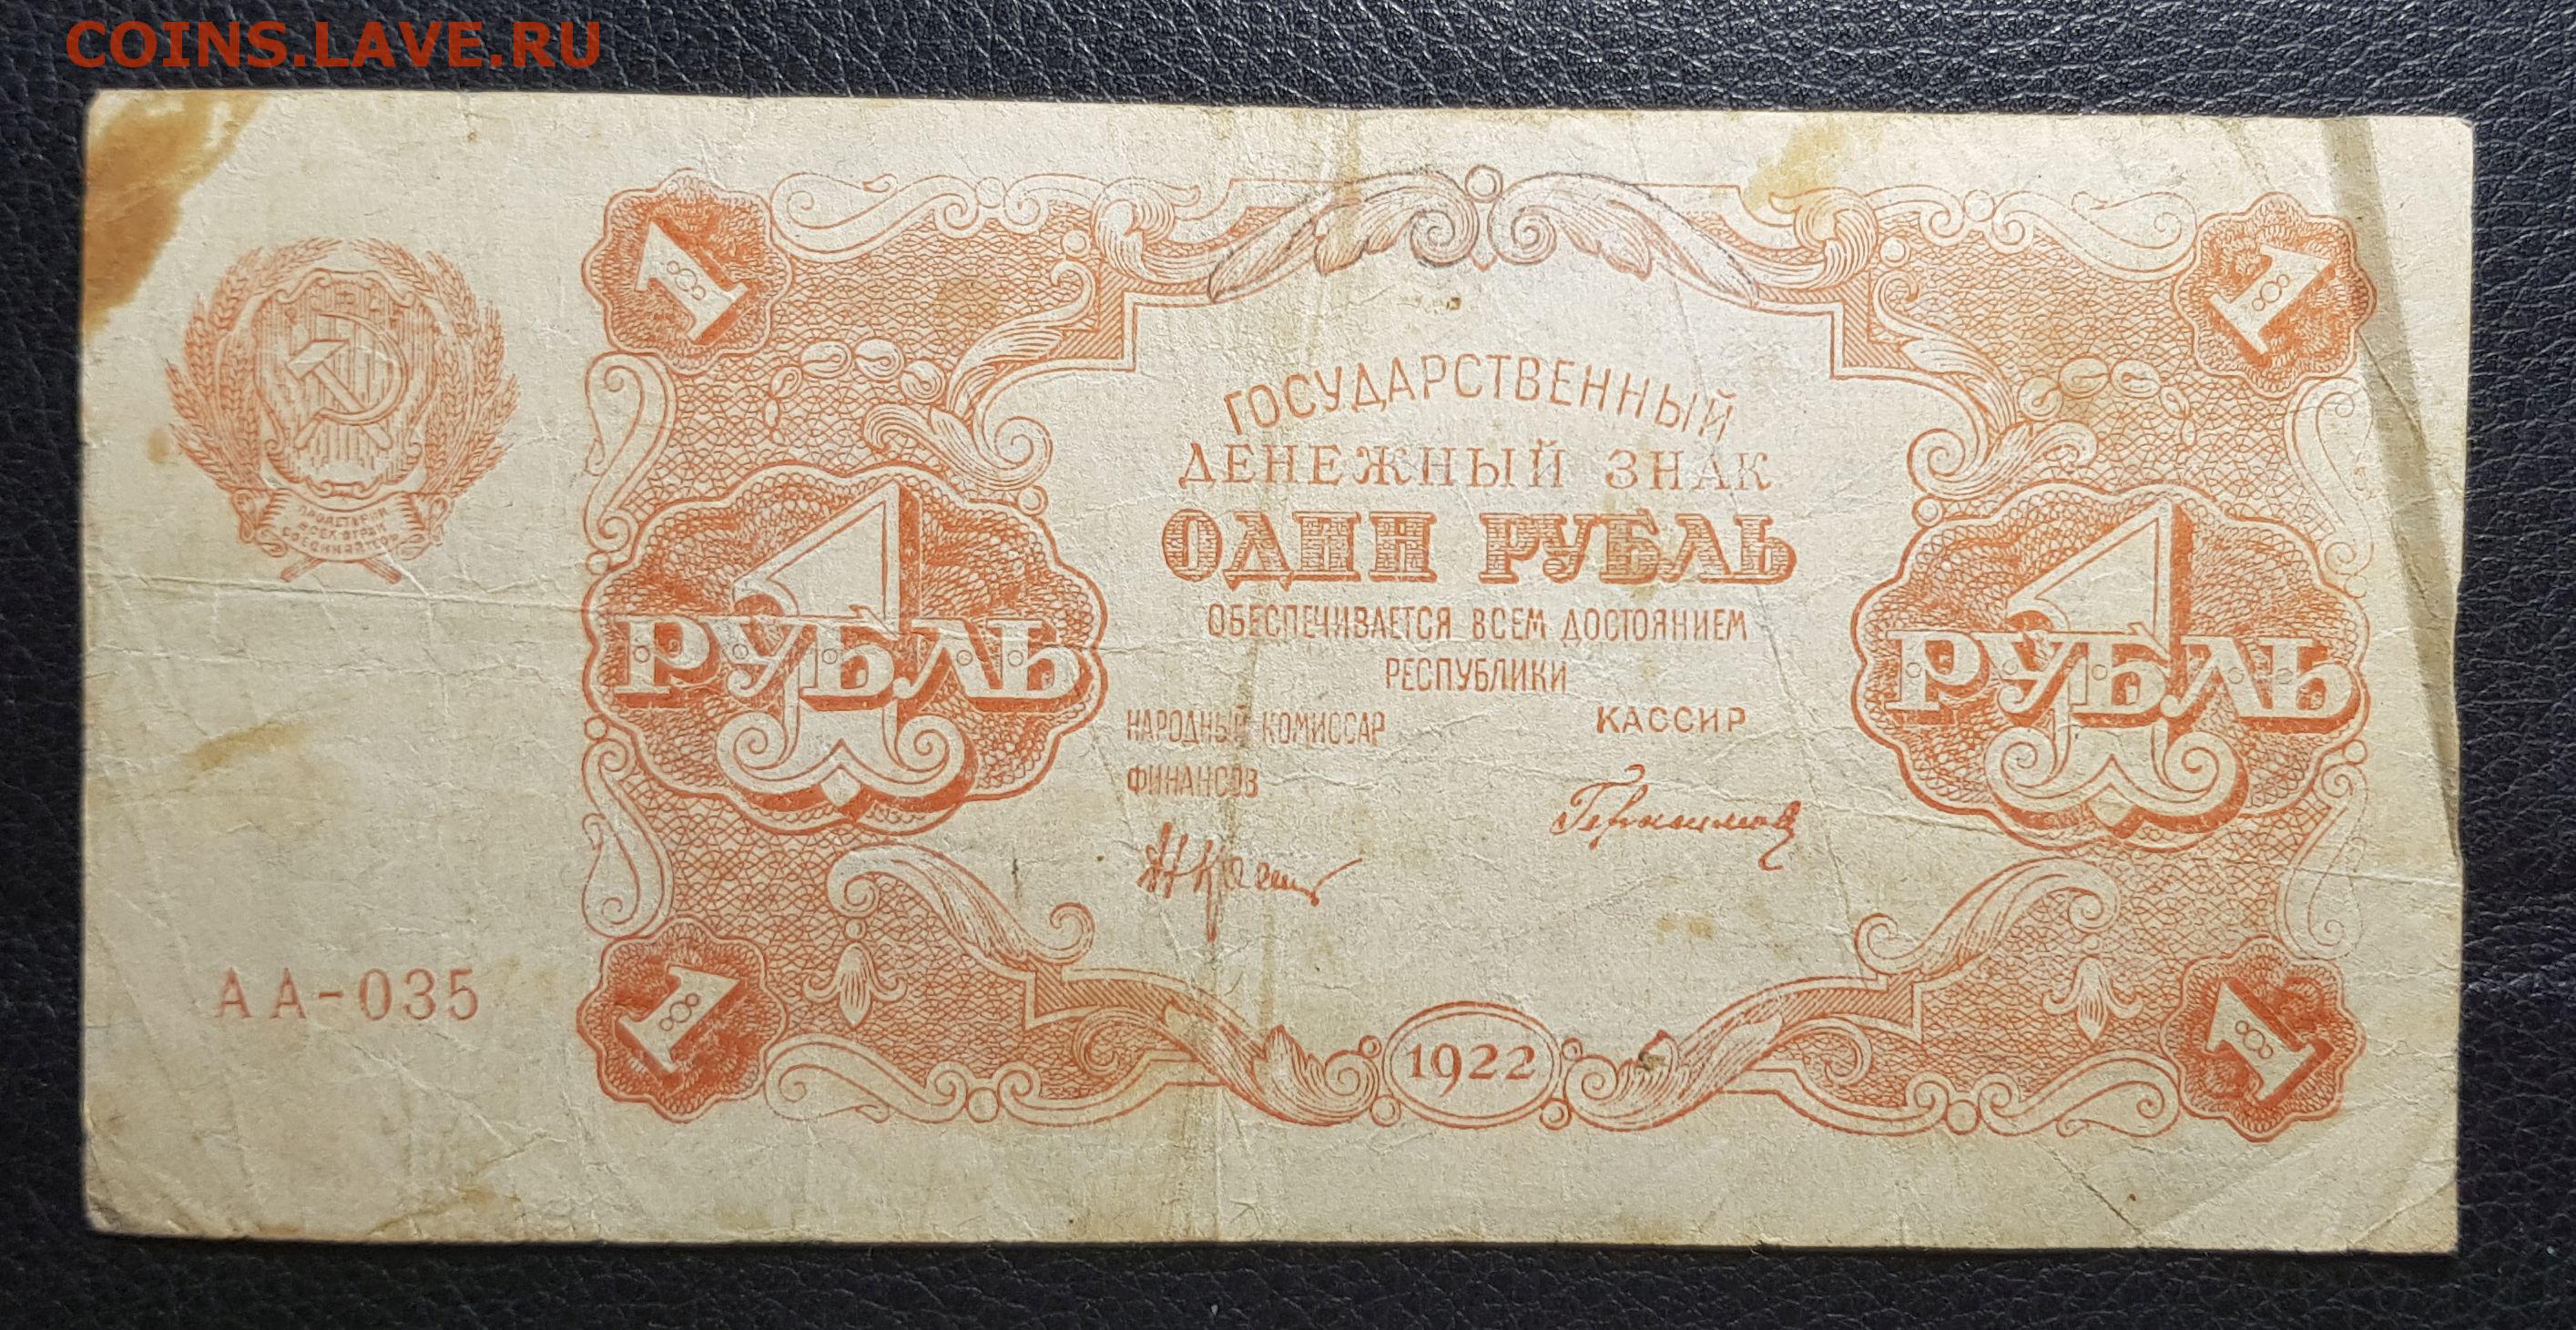 COINS.LAVE.RU
1
1
ГОСУДАРСТВЕННЫЙ
ДЕНЕЖНЫЙ ЗНАК
ОДИН РУБЛЬ
ОБЕСПЕЧИВАЕТСЯ ВСЕМ ДОСТОЯНИЕМ
РЕСПУБЛИКИ
1 РУБЛЬ
1 РУБЛЬ
НАРОДНЫЙ КОМИССАР
ФИНАНСОВ
КАССИР
АА-035
1
1922
1